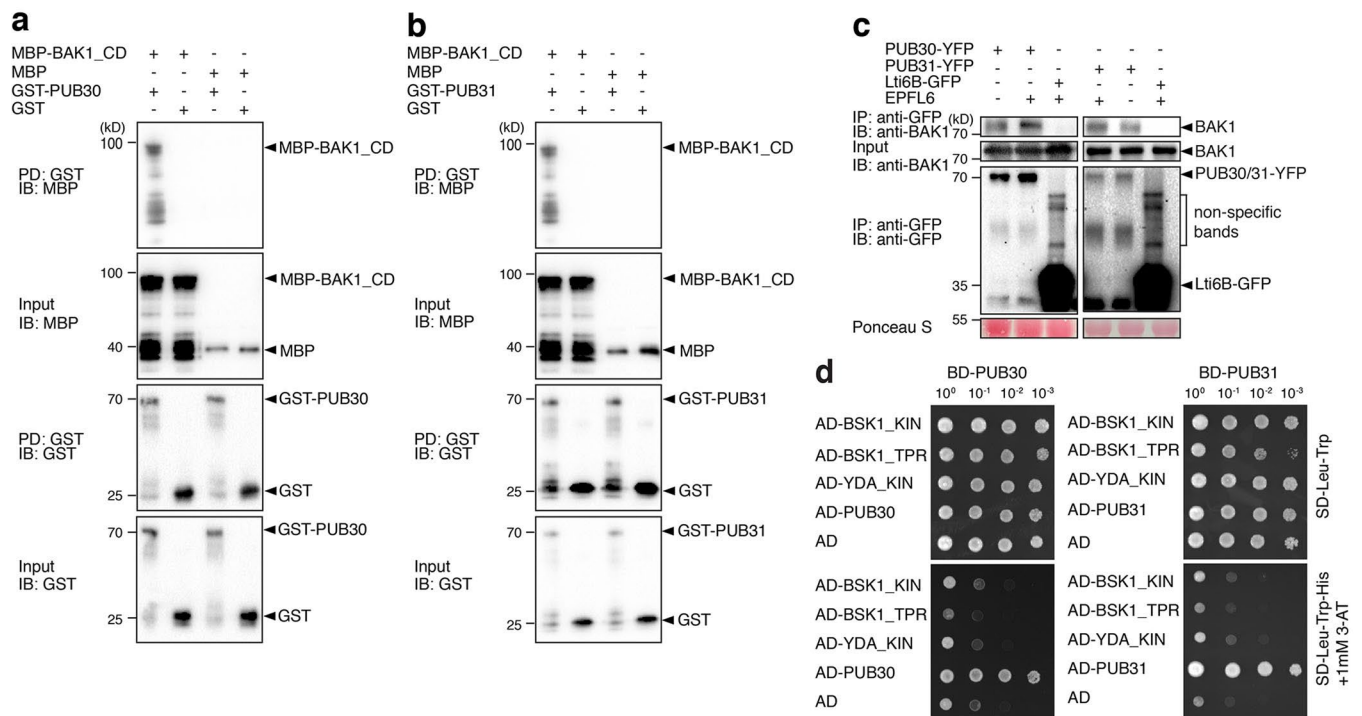 a
MBP-BAK1_CD + + - -
MBP - - + +
GST-PUB30 + - + -
GST - + - +
(kD)
100
MBP-BAK1_CD
PD: GST
IB: MBP
100
MBP-BAK1_CD
Input
IB: MBP
40
MBP
70
GST-PUB30
PD: GST
IB: GST
25
GST
70
GST-PUB30
Input
IB: GST
25
GST
b
MBP-BAK1_CD + + - -
MBP - - + +
GST-PUB31 + - + -
GST - + - +
(kD)
100
MBP-BAK1_CD
PD: GST
IB: MBP
100
MBP-BAK1_CD
Input
IB: MBP
40
MBP
70
GST-PUB31
PD: GST
IB: GST
25
GST
70
GST-PUB31
Input
IB: GST
25
GST
c
PUB30-YFP + + - - - -
PUB31-YFP - - - + + -
Lti6B-GFP - - + - - +
EPFL6 - + + + - +
IP: anti-GFP (kD)
IB: anti-BAK1 70
BAK1
Input
IB: anti-BAK1
70
BAK1
70
PUB30/31-YFP
IP: anti-GFP
IB: anti-GFP
non-specific
bands
35
Lti6B-GFP
55
Ponceau S
d
BD-PUB30
10⁰ 10⁻¹ 10⁻² 10⁻³
AD-BSK1_KIN
AD-BSK1_TPR
AD-YDA_KIN
AD-PUB30
AD
AD-BSK1_KIN
AD-BSK1_TPR
AD-YDA_KIN
AD-PUB30
AD
BD-PUB31
10⁰ 10⁻¹ 10⁻² 10⁻³
AD-BSK1_KIN
AD-BSK1_TPR
AD-YDA_KIN
AD-PUB31
AD
SD-Leu-Trp
AD-BSK1_KIN
AD-BSK1_TPR
AD-YDA_KIN
AD-PUB31
AD
SD-Leu-Trp-His
+1mM 3-AT